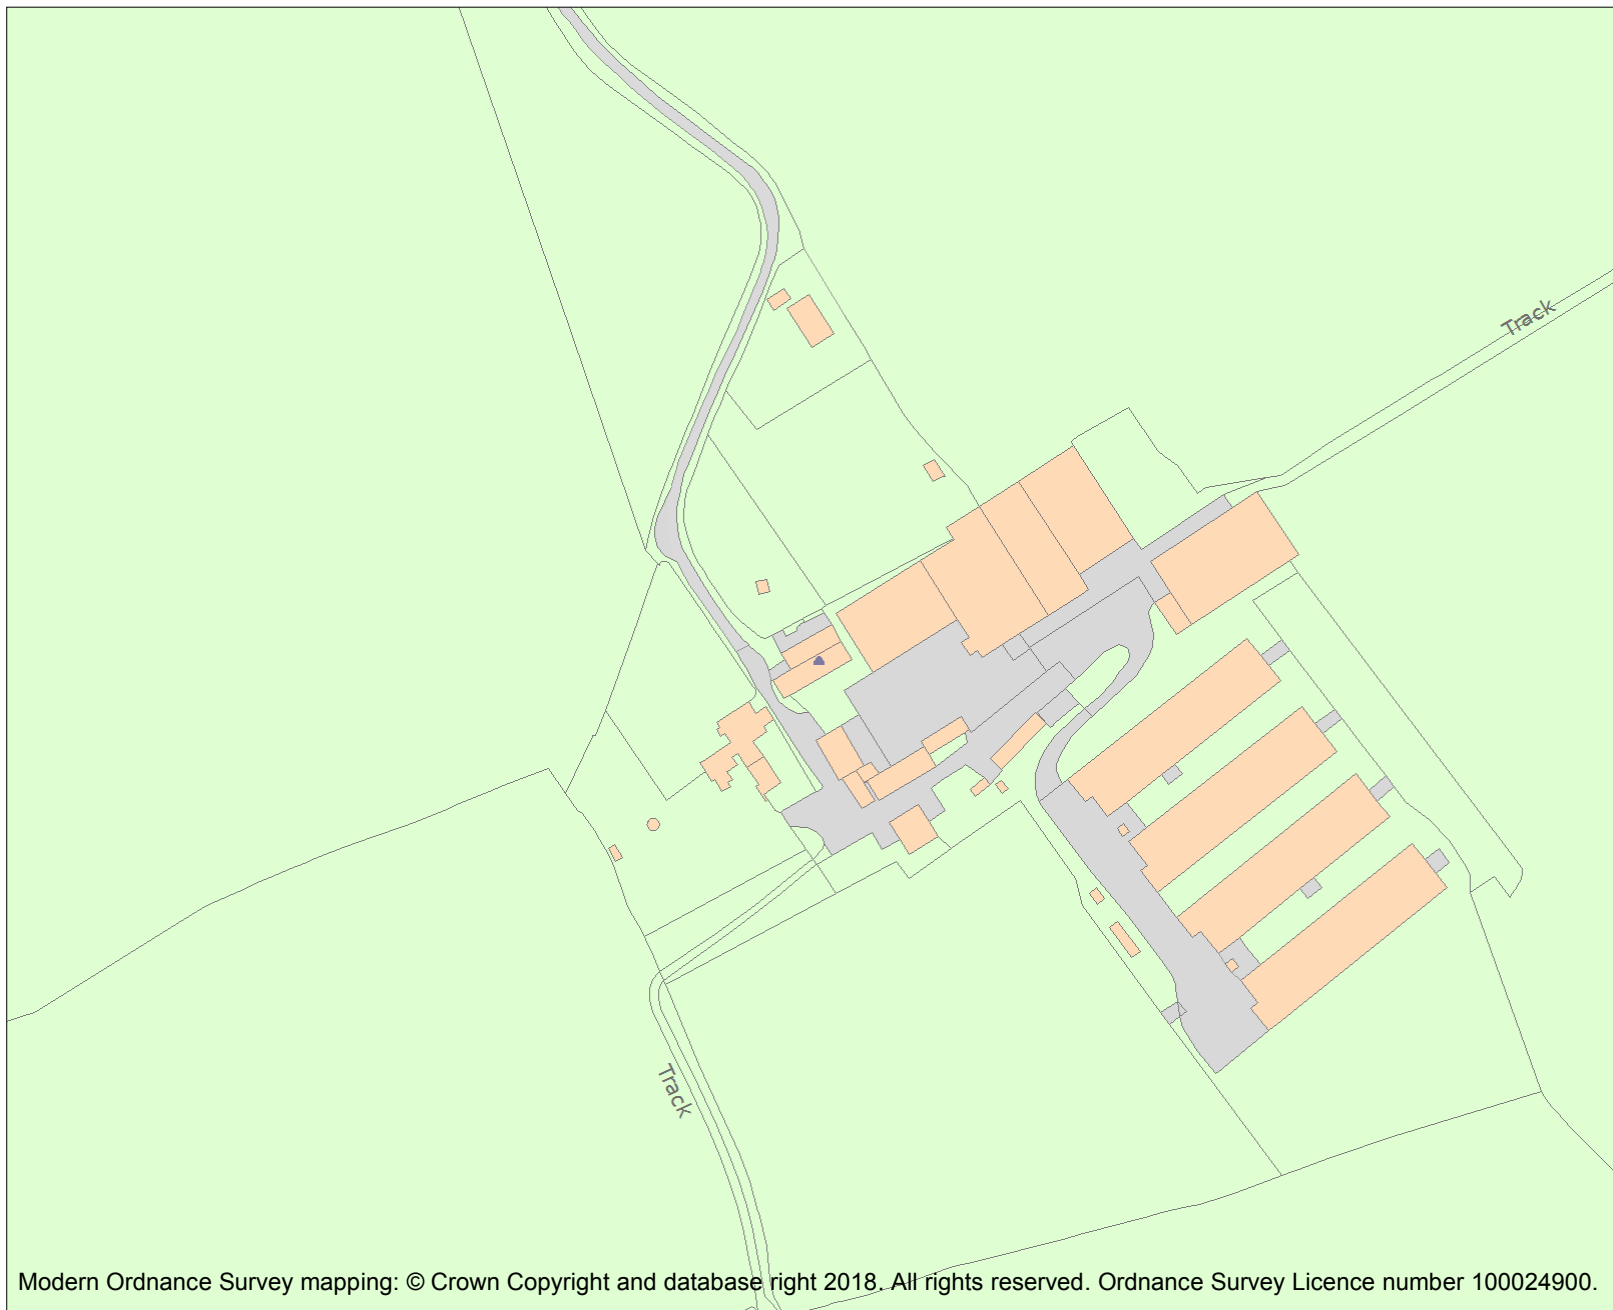 Track
Track
Modern Ordnance Survey mapping: © Crown Copyright and database right 2018. All rights reserved. Ordnance Survey Licence number 100024900.